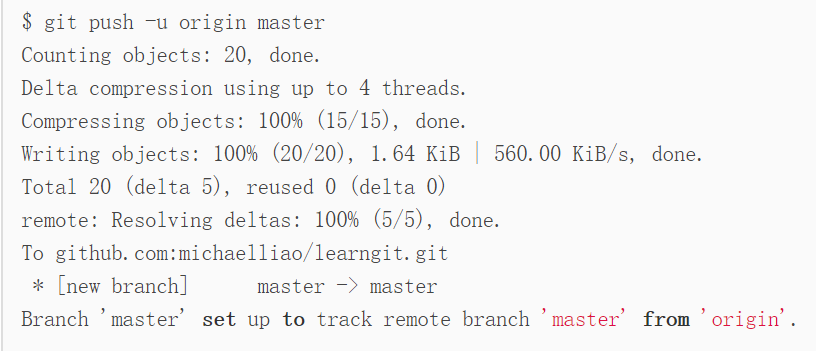 $ git push -u origin master
Counting objects: 20, done.
Delta compression using up to 4 threads.
Compressing objects: 100% (15/15), done.
Writing objects: 100% (20/20), 1.64 KiB | 560.00 KiB/s, done.
Total 20 (delta 5), reused 0 (delta 0)
remote: Resolving deltas: 100% (5/5), done.
To github.com:michaelliao/learngit.git
 * [new branch]      master -> master
Branch 'master' set up to track remote branch 'master' from 'origin'.